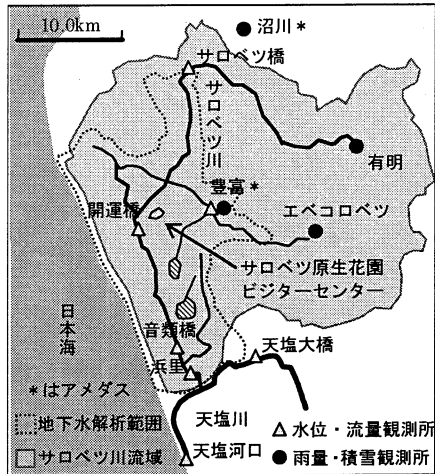 10.0km
沼川*
サロベツ橋
サロベツ川
有明
豊富*
エベコロベツ
開運橋
サロベツ原生花園
ビジターセンター
日本海
音類橋
天塩大橋
浜里
*はアメダス
地下水解析範囲
天塩川
△水位・流量観測所
サロベツ川流域
天塩河口
●雨量・積雪観測所